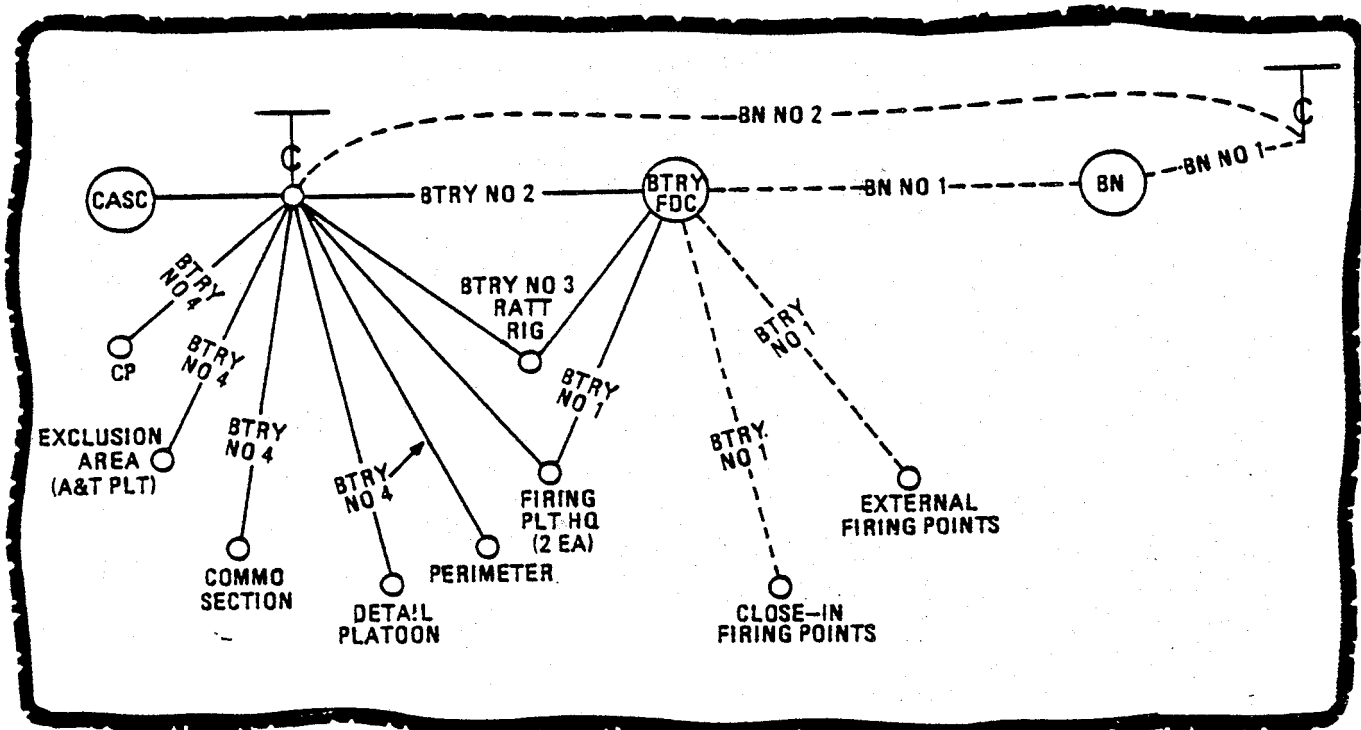 BN NO 2
C
C
CASC
BTRY NO 2
BTRY
FDC
BN NO 1
BN
BN NO 1
BTRY
NO 4
CP
BTRY
NO 4
BTRY NO 3
RATT
RIG
BTRY
NO 1
BTRY
NO 1
EXCLUSION
AREA
(A&T PLT)
BTRY
NO 4
BTRY
NO 4
BTRY
NO 1
FIRING
PLT HQ
(2 EA)
EXTERNAL
FIRING POINTS
COMMO
SECTION
PERIMETER
DETAIL
PLATOON
CLOSE-IN
FIRING POINTS